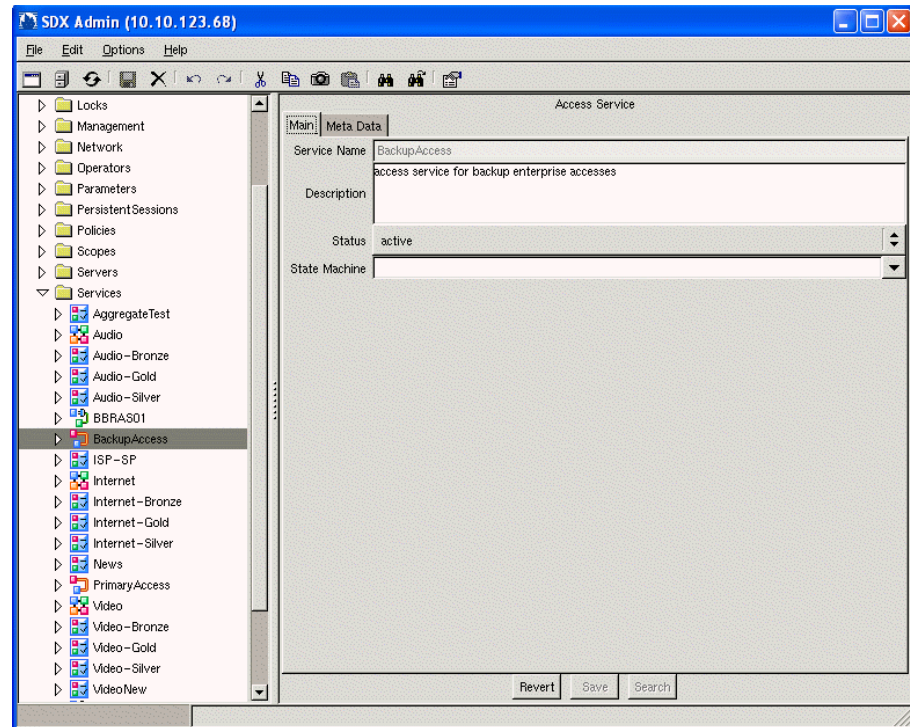 SDX Admin (10.10.123.68)
File Edit Options Help
Locks
Management
Network
Operators
Parameters
PersistentSessions
Policies
Scopes
Servers
Services
AggregateTest
Audio
Audio-Bronze
Audio-Gold
Audio-Silver
BBRAS01
BackupAccess
ISP-SP
Internet
Internet-Bronze
Internet-Gold
Internet-Silver
News
PrimaryAccess
Video
Video-Bronze
Video-Gold
Video-Silver
VideoNew
Access Service
Main Meta Data
Service Name BackupAccess
Description access service for backup enterprise accesses
Status active
State Machine
Revert Save Search